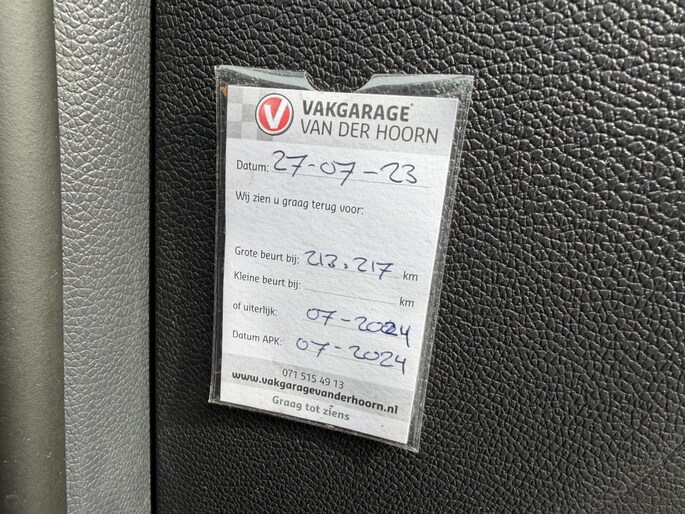 V VAKGARAGE
VAN DER HOORN
Datum: 27-07-23
Wij zien u graag terug voor:
Grote beurt bij: 213.217 km
Kleine beurt bij: km
of uiterlijk: 07-2024
Datum APK: 07-2024
071 515 49 13
www.vakgaragevanderhoorn.nl
Graag tot ziens